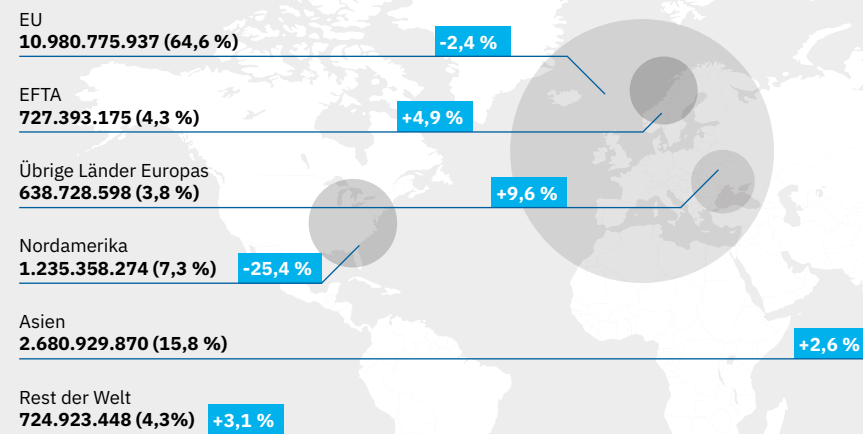 EU
10.980.775.937 (64,6 %)
-2,4 %
EFTA
727.393.175 (4,3 %)
+4,9 %
Übrige Länder Europas
638.728.598 (3,8 %)
+9,6 %
Nordamerika
1.235.358.274 (7,3 %)
-25,4 %
Asien
2.680.929.870 (15,8 %)
+2,6 %
Rest der Welt
724.923.448 (4,3%)
+3,1 %